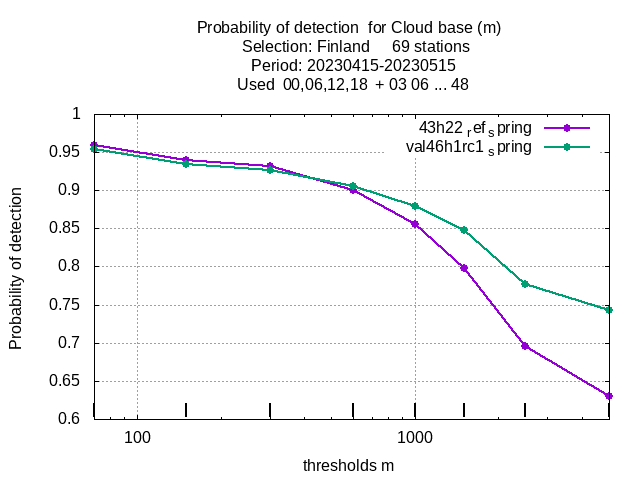 Probability of detection for Cloud base (m)
Selection: Finland 69 stations
Period: 20230415-20230515
Used 00,06,12,18 + 03 06 ... 48
43h22 ref spring
val46h1rc1 spring
1
0.95
0.9
0.85
0.8
0.75
0.7
0.65
0.6
Probability of detection
100 1000
thresholds m